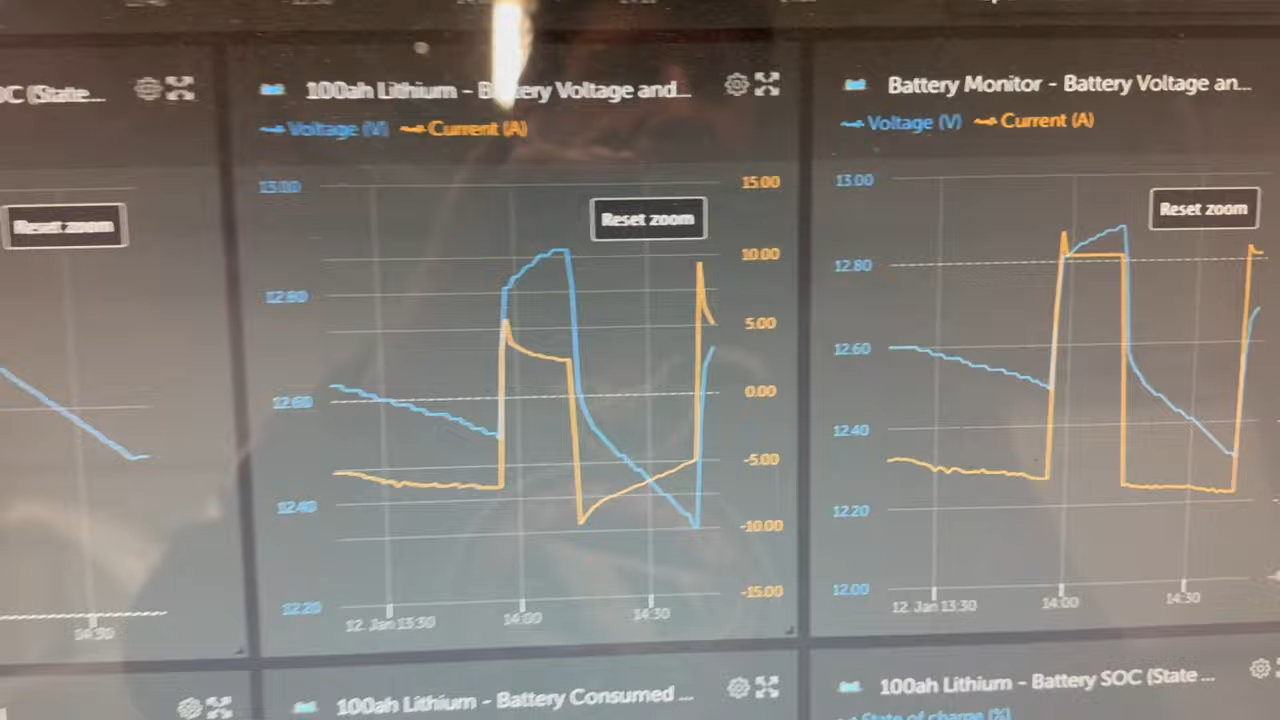 100ah Lithium - Battery Voltage and...
Voltage (V) Current (A)
13.00
12.80
12.60
12.40
12.20
15.00
10.00
5.00
0.00
-5.00
-10.00
-15.00
Reset zoom
12. Jan 13:30 14:00 14:30
Battery Monitor - Battery Voltage an...
Voltage (V) Current (A)
13.00
12.80
12.60
12.40
12.20
12.00
Reset zoom
12. Jan 13:30 14:00 14:30
OC (State...
Reset zoom
14:30
100ah Lithium - Battery Consumed ...
100ah Lithium - Battery SOC (State ...
State of charge (%)